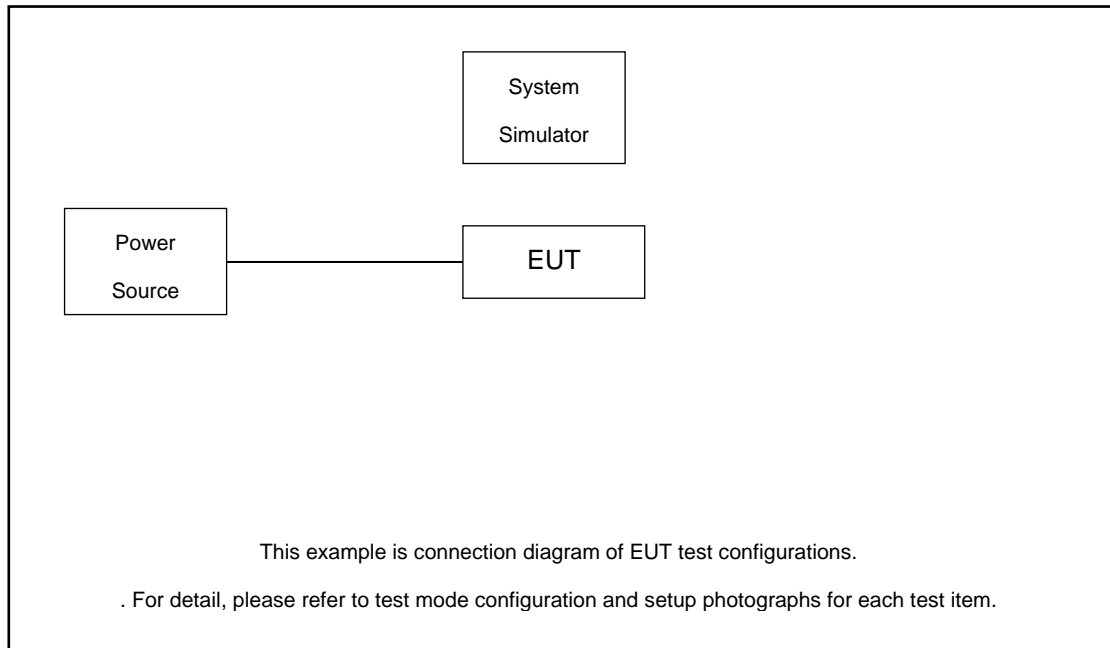 System
Simulator
Power
Source
EUT
This example is connection diagram of EUT test configurations.
. For detail, please refer to test mode configuration and setup photographs for each test item.